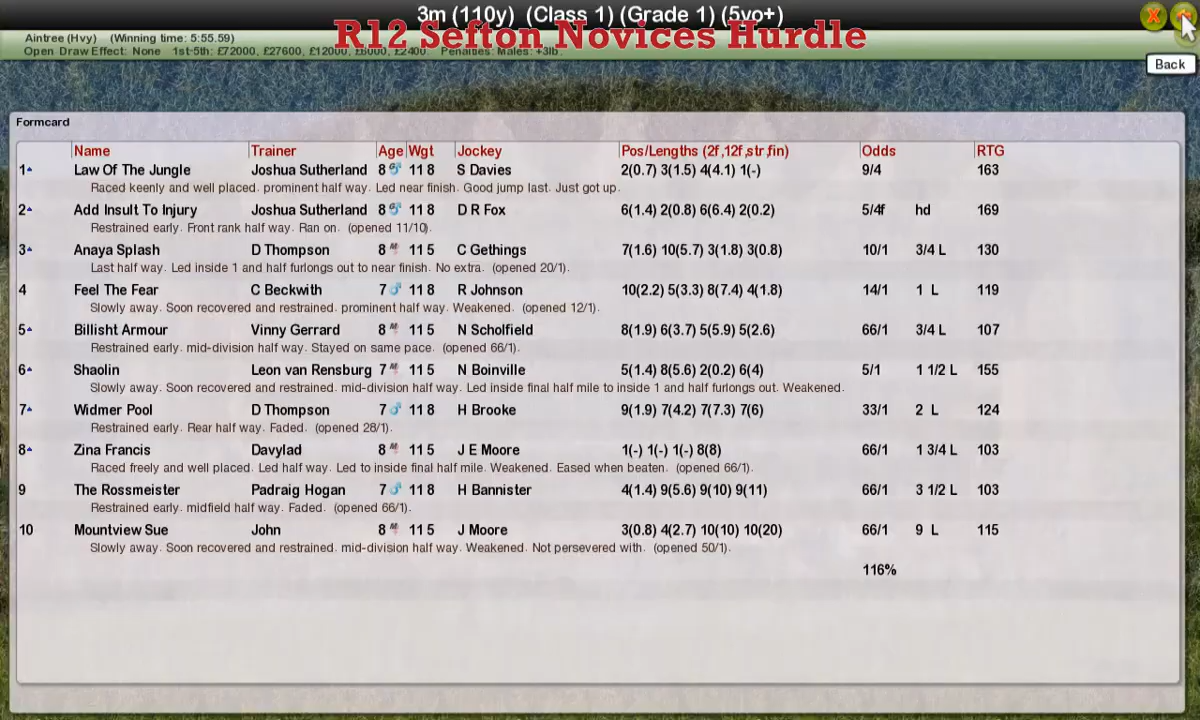 3m (110y) (Class 1) (Grade 1) (5yo+)
R12 Sefton Novices Hurdle
Aintree (Hvy) (Winning time: 5:55.59)
Open Draw Effect: None 1st-5th: £72000, £27600, £12000, £6000, £2400. Penalties: Males: +3lb.
Back
Formcard
Name Trainer Age Wgt Jockey Pos/Lengths (2f,12f,str,fin) Odds RTG
1 Law Of The Jungle Joshua Sutherland 8 11 8 S Davies 2(0.7) 3(1.5) 4(4.1) 1(-) 9/4 163
Raced keenly and well placed. prominent half way. Led near finish. Good jump last. Just got up.
2 Add Insult To Injury Joshua Sutherland 8 11 8 D R Fox 6(1.4) 2(0.8) 6(6.4) 2(0.2) 5/4f hd 169
Restrained early. Front rank half way. Ran on. (opened 11/10).
3 Anaya Splash D Thompson 8 11 5 C Gethings 7(1.6) 10(5.7) 3(1.8) 3(0.8) 10/1 3/4 L 130
Last half way. Led inside 1 and half furlongs out to near finish. No extra. (opened 20/1).
4 Feel The Fear C Beckwith 7 11 8 R Johnson 10(2.2) 5(3.3) 8(7.4) 4(1.8) 14/1 1 L 119
Slowly away. Soon recovered and restrained. prominent half way. Weakened. (opened 12/1).
5 Billisht Armour Vinny Gerrard 8 11 5 N Scholfield 8(1.9) 6(3.7) 5(5.9) 5(2.6) 66/1 3/4 L 107
Restrained early. mid-division half way. Stayed on same pace. (opened 66/1).
6 Shaolin Leon van Rensburg 7 11 5 N Boinville 5(1.4) 8(5.6) 2(0.2) 6(4) 5/1 1 1/2 L 155
Slowly away. Soon recovered and restrained. mid-division half way. Led inside final half mile to inside 1 and half furlongs out. Weakened.
7 Widmer Pool D Thompson 7 11 8 H Brooke 9(1.9) 7(4.2) 7(7.3) 7(6) 33/1 2 L 124
Restrained early. Rear half way. Faded. (opened 28/1).
8 Zina Francis Davylad 8 11 5 J E Moore 1(-) 1(-) 1(-) 8(8) 66/1 1 3/4 L 103
Raced freely and well placed. Led half way. Led to inside final half mile. Weakened. Eased when beaten. (opened 66/1).
9 The Rossmeister Padraig Hogan 7 11 8 H Bannister 4(1.4) 9(5.6) 9(10) 9(11) 66/1 3 1/2 L 103
Restrained early. midfield half way. Faded. (opened 66/1).
10 Mountview Sue John 8 11 5 J Moore 3(0.8) 4(2.7) 10(10) 10(20) 66/1 9 L 115
Slowly away. Soon recovered and restrained. mid-division half way. Weakened. Not persevered with. (opened 50/1).
116%